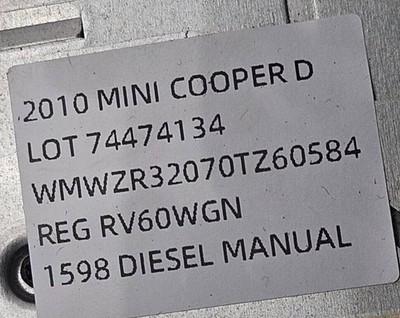 2010 MINI COOPER D
LOT 74474134
WMWZR32070TZ60584
REG RV60WGN
1598 DIESEL MANUAL